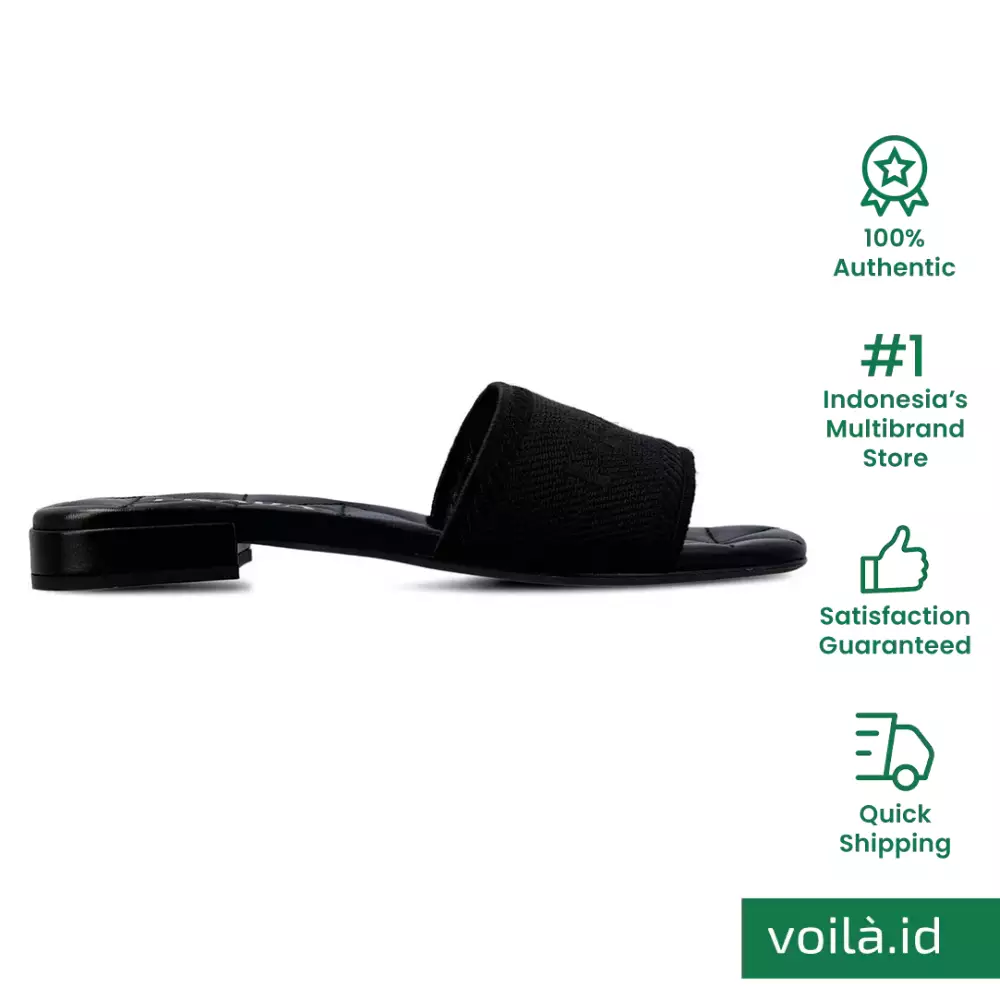 100%
Authentic
#1
Indonesia's
Multibrand
Store
Satisfaction
Guaranteed
Quick
Shipping
voilà.id